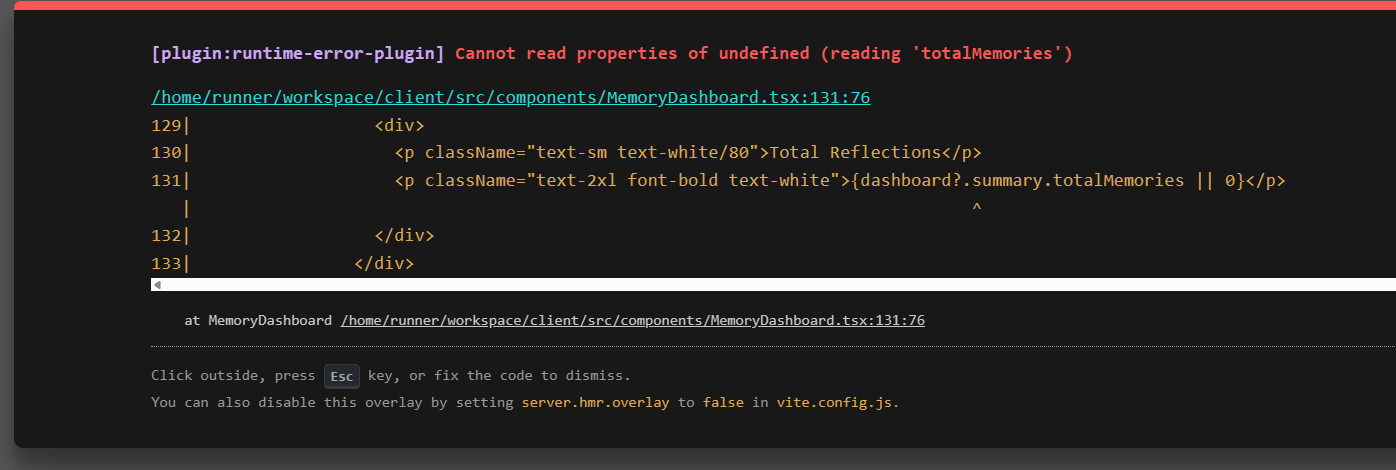 [plugin:runtime-error-plugin] Cannot read properties of undefined (reading 'totalMemories')
/home/runner/workspace/client/src/components/MemoryDashboard.tsx:131:76
129|                  <div>
130|                    <p className="text-sm text-white/80">Total Reflections</p>
131|                    <p className="text-2xl font-bold text-white">{dashboard?.summary.totalMemories || 0}</p>
   |                                                                            ^
132|                  </div>
133|                </div>
at MemoryDashboard /home/runner/workspace/client/src/components/MemoryDashboard.tsx:131:76
Click outside, press Esc key, or fix the code to dismiss.
You can also disable this overlay by setting server.hmr.overlay to false in vite.config.js.